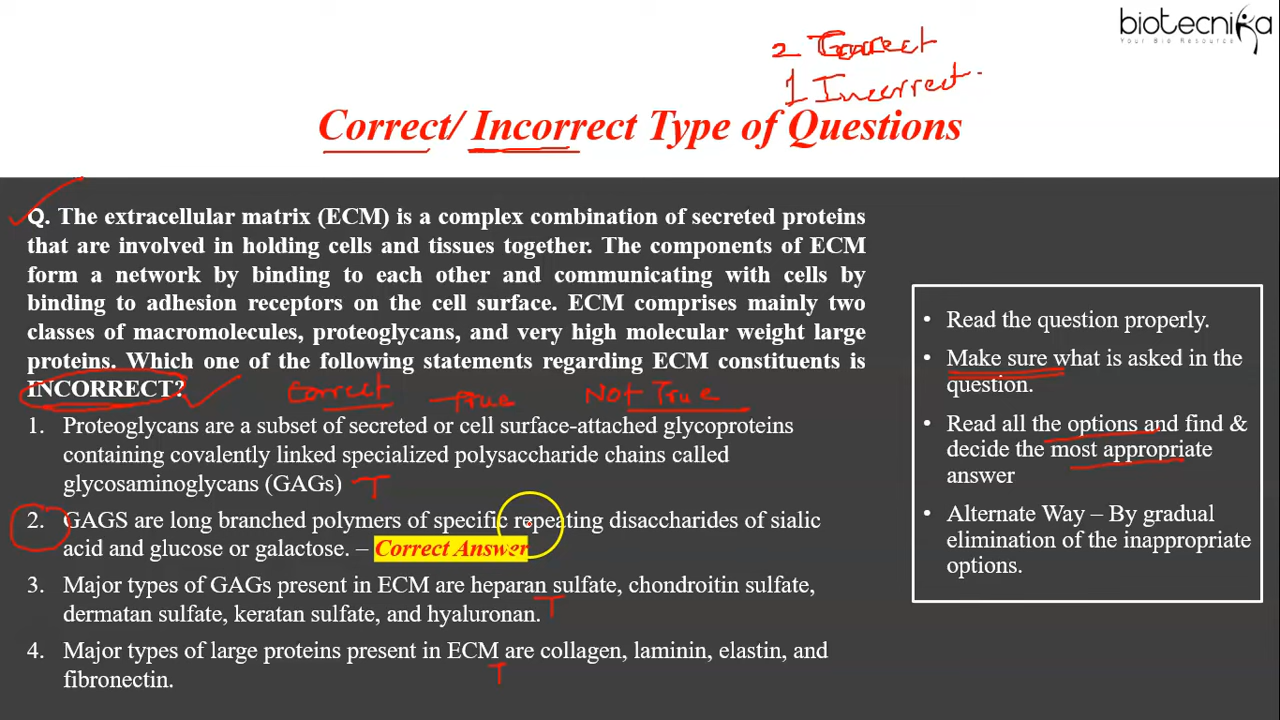 biotecnika
Your Bio Resource
2 Correct
1 Incorrect
Correct/ Incorrect Type of Questions
Q. The extracellular matrix (ECM) is a complex combination of secreted proteins
that are involved in holding cells and tissues together. The components of ECM
form a network by binding to each other and communicating with cells by
binding to adhesion receptors on the cell surface. ECM comprises mainly two
classes of macromolecules, proteoglycans, and very high molecular weight large
proteins. Which one of the following statements regarding ECM constituents is
INCORRECT? Correct True Not True
1. Proteoglycans are a subset of secreted or cell surface-attached glycoproteins
containing covalently linked specialized polysaccharide chains called
glycosaminoglycans (GAGs) T
2. GAGS are long branched polymers of specific repeating disaccharides of sialic
acid and glucose or galactose. – Correct Answer
3. Major types of GAGs present in ECM are heparan sulfate, chondroitin sulfate,
dermatan sulfate, keratan sulfate, and hyaluronan. T
4. Major types of large proteins present in ECM are collagen, laminin, elastin, and
fibronectin. T
• Read the question properly.
• Make sure what is asked in the
question.
• Read all the options and find &
decide the most appropriate
answer
• Alternate Way – By gradual
elimination of the inappropriate
options.